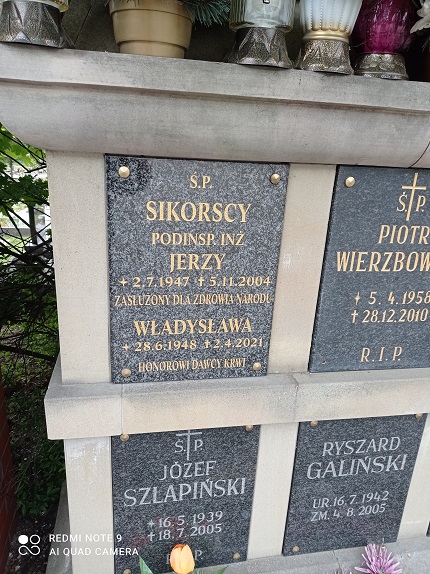 Ś.P.
SIKORSCY
PODINSP. INŻ
JERZY
+ 2.7.1947 † 5.11.2004
ZASŁUŻONY DLA ZDROWIA NARODU
WŁADYSŁAWA
+ 28.6.1948 † 2.4.2021
HONOROWI DAWCY KRWI
Ś P.
PIOTR
WIERZBOW
+ 5. 4. 1958
† 28.12.2010
R.I.P.
Ś P.
JÓZEF
SZLAPIŃSKI
+ 16.5.1939
† 18.7.2005
RYSZARD
GALIŃSKI
UR. 16.7.1942
ZM. 4.8.2005
REDMI NOTE 9
AI QUAD CAMERA